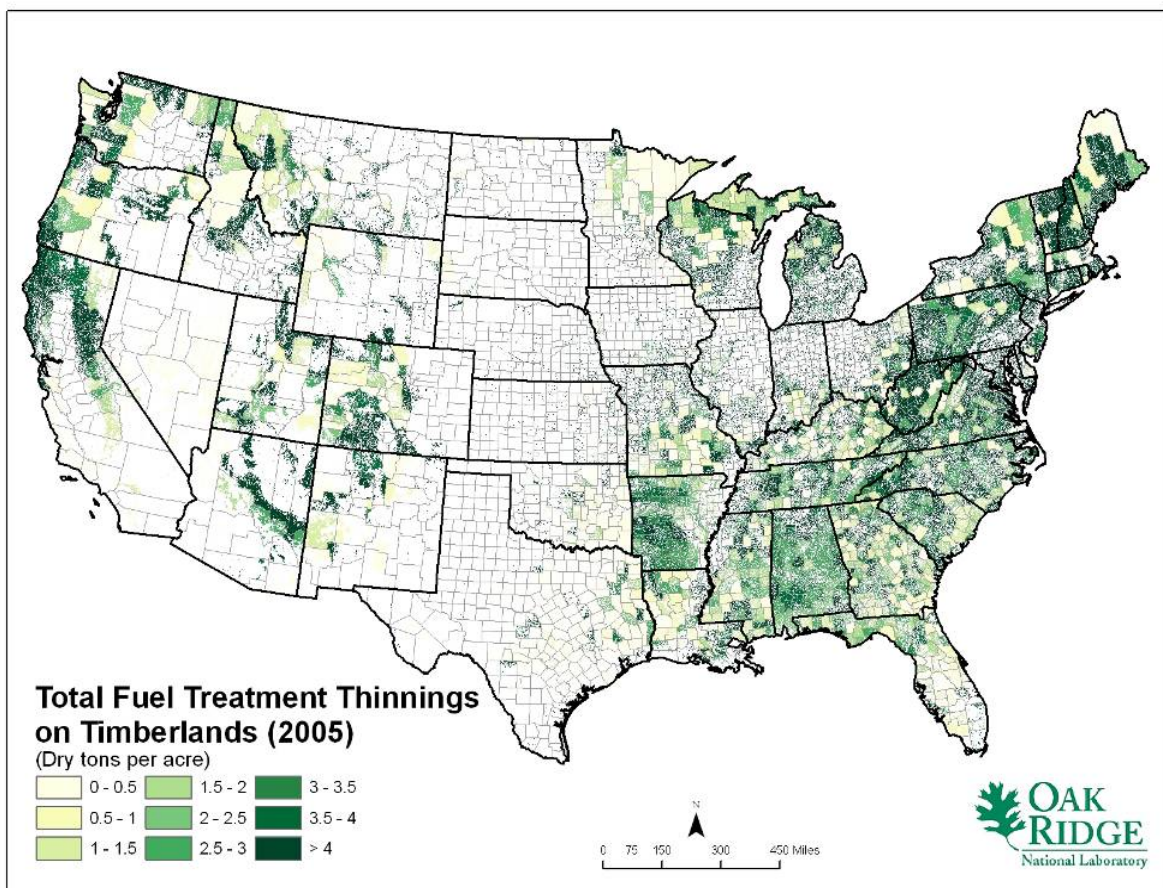 Total Fuel Treatment Thinnings
on Timberlands (2005)
(Dry tons per acre)
0 - 0.5 1.5 - 2 3 - 3.5
0.5 - 1 2 - 2.5 3.5 - 4
1 - 1.5 2.5 - 3 > 4
N
0 75 150 300 450 Miles
OAK
RIDGE
National Laboratory